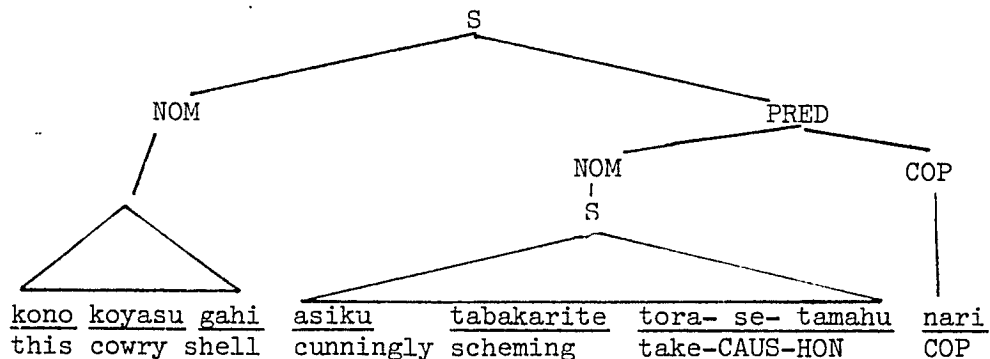 S
NOM PRED
NOM COP
S
kono koyasu gahi asiku tabakarite tora- se- tamahu nari
this cowry shell cunningly scheming take-CAUS-HON COP